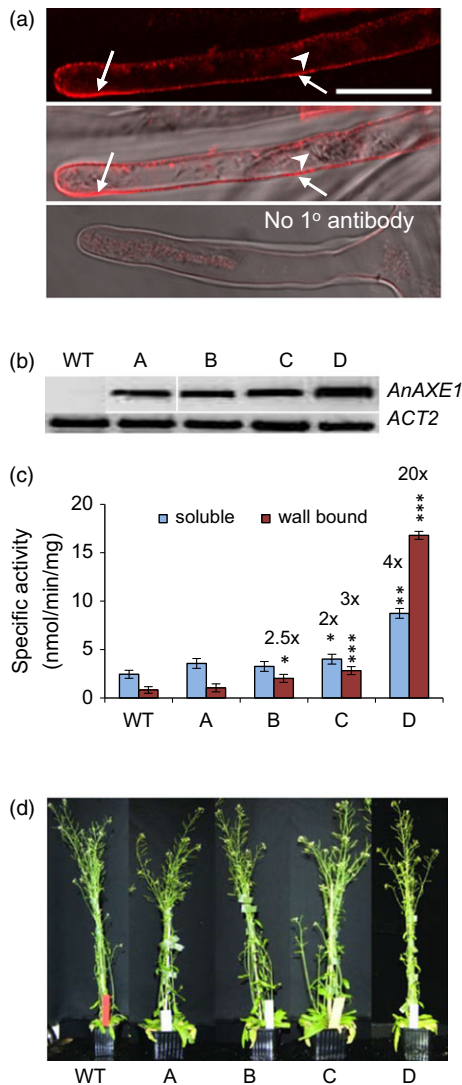 (a)
No 1º antibody
(b)
WT A B C D
AnAXE1
ACT2
(c)
20x
20
soluble
wall bound
***
4x
15
**
3x
10
2.5x
2x
***
*
*
5
0
Specific activity
(nmol/min/mg)
WT A B C D
(d)
WT A B C D